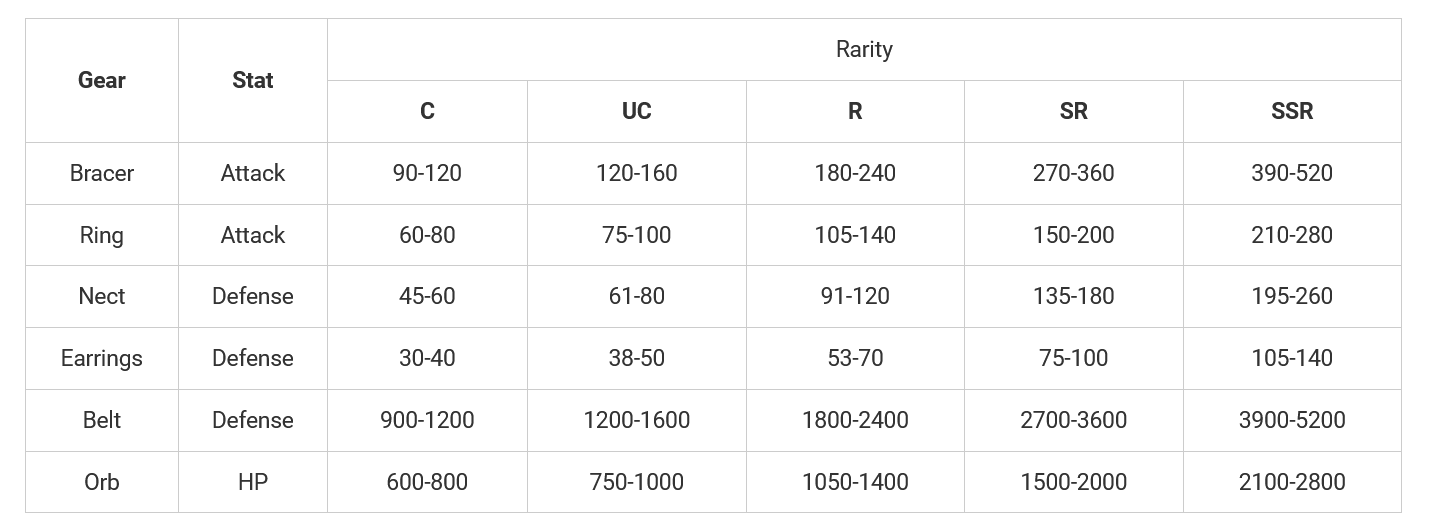 Gear Stat Rarity
C UC R SR SSR
Bracer Attack 90-120 120-160 180-240 270-360 390-520
Ring Attack 60-80 75-100 105-140 150-200 210-280
Nect Defense 45-60 61-80 91-120 135-180 195-260
Earrings Defense 30-40 38-50 53-70 75-100 105-140
Belt Defense 900-1200 1200-1600 1800-2400 2700-3600 3900-5200
Orb HP 600-800 750-1000 1050-1400 1500-2000 2100-2800